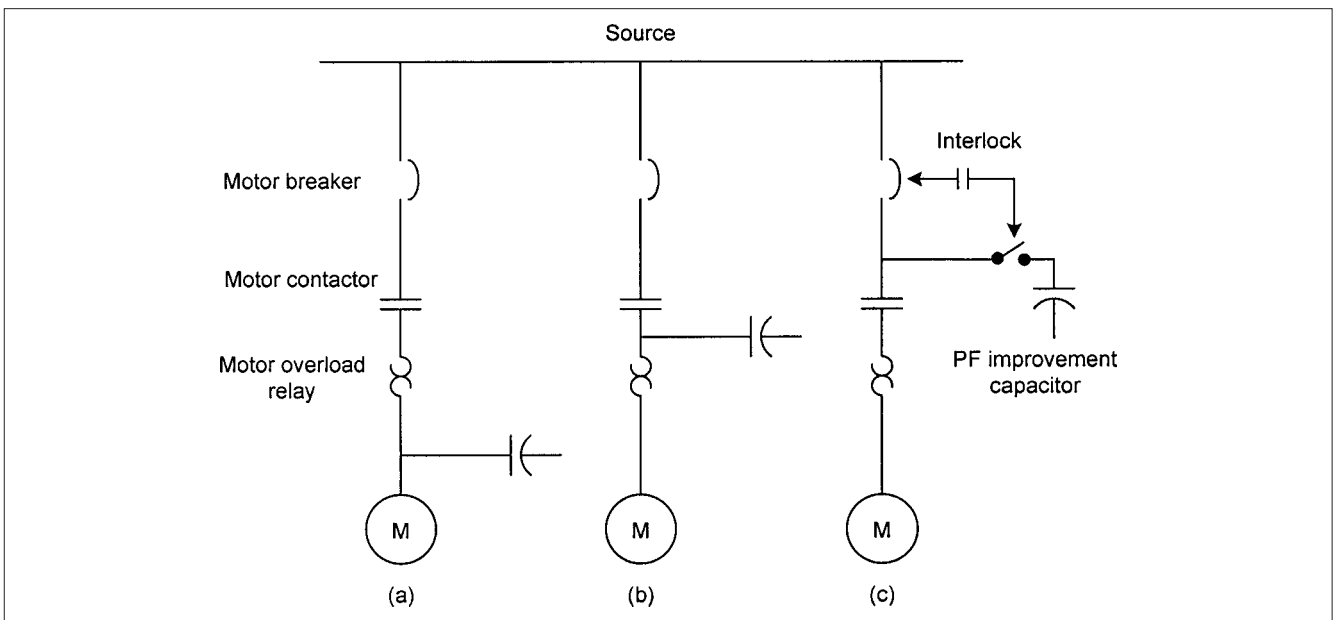 Source
Interlock
Motor breaker
Motor contactor
Motor overload
relay
PF improvement
capacitor
M
M
M
(a)
(b)
(c)